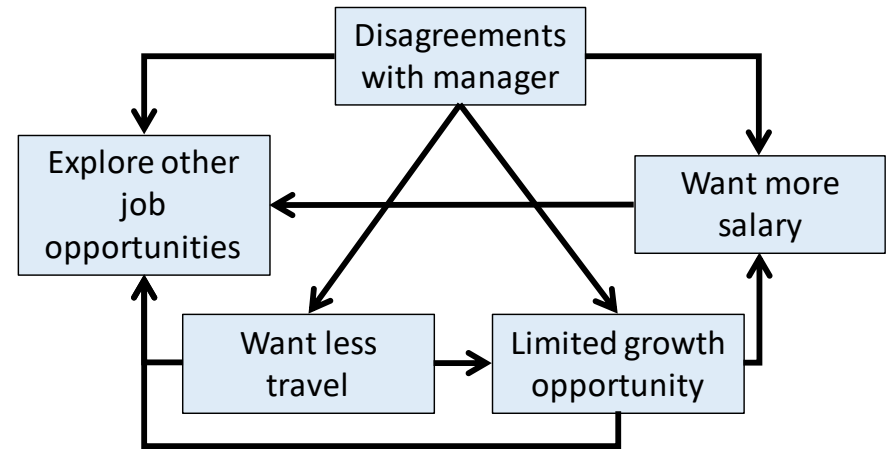 Disagreements
with manager
Explore other
job
opportunities
Want more
salary
Want less
travel
Limited growth
opportunity